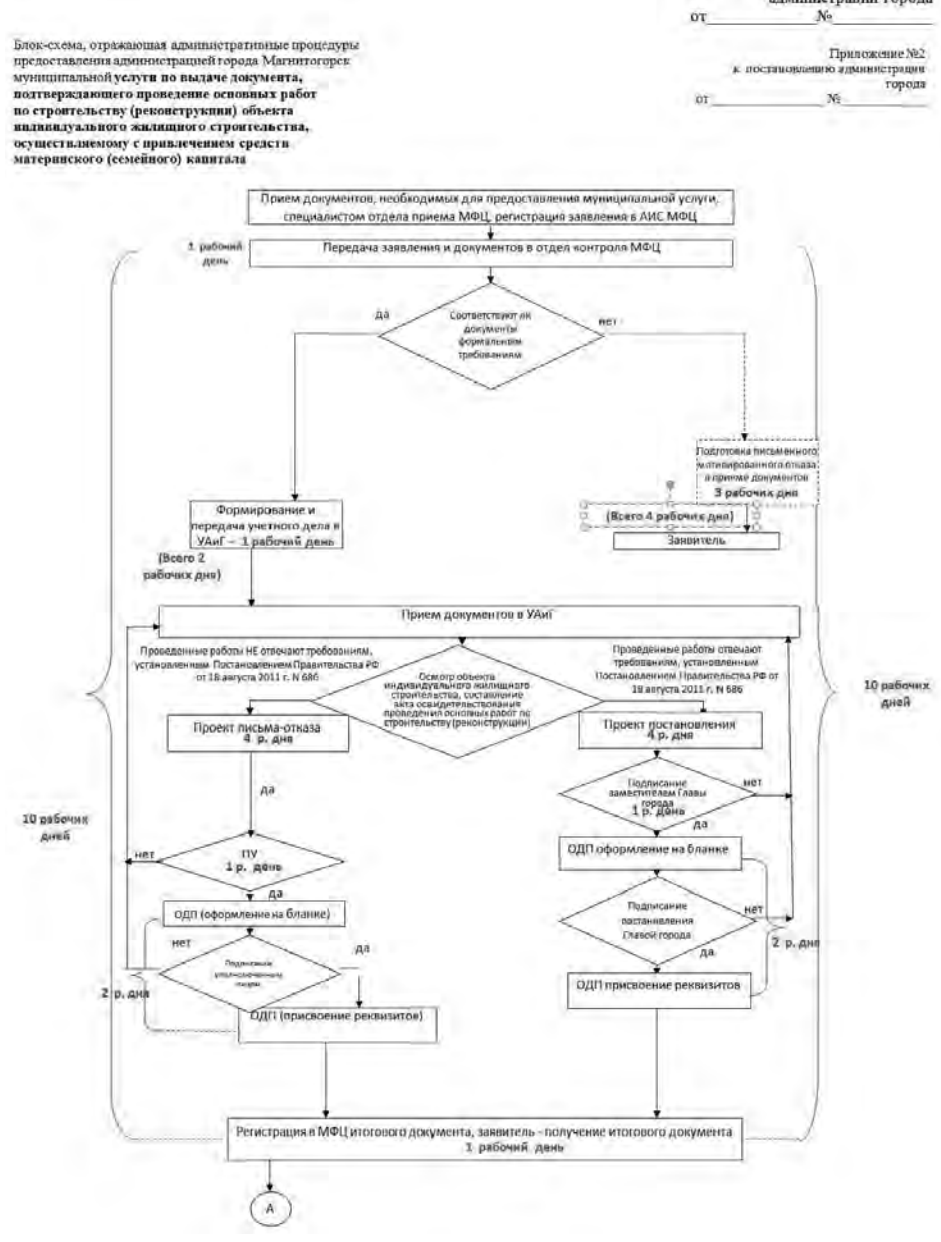 администрации города
от_____________ №_______________
Блок-схема, отражающая административные процедуры
предоставления администрацией города Магнитогорск
муниципальной услуги по выдаче документа,
подтверждающего проведение основных работ
по строительству (реконструкции) объекта
индивидуального жилищного строительства,
осуществляемому с привлечением средств
материнского (семейного) капитала
Приложение №2
к постановлению администрации
города
от_____________ №_____________
Прием документов, необходимых для предоставления муниципальной услуги,
специалистом отдела приема МФЦ, регистрация заявления в АИС МФЦ
1 рабочий
день
Передача заявления и документов в отдел контроля МФЦ
да
Соответствуют ли
документы
формальным
требованиям
нет
Подготовка письменного
мотивированного отказа
в приеме документов
3 рабочих дня
(Всего 4 рабочих дня)
Заявитель
Формирование и
передача учетного дела в
УАиГ – 1 рабочий день
(Всего 2
рабочих дня)
Прием документов в УАиГ
Проведенные работы НЕ отвечают требованиям,
установленным Постановлением Правительства РФ
от 18 августа 2011 г. N 686
Проведенные работы отвечают
требованиям, установленным
Постановлением Правительства РФ от
18 августа 2011 г. N 686
Осмотр объекта
индивидуального жилищного
строительства, составление
акта освидетельствования
проведения основных работ по
строительству (реконструкции)
10 рабочих
дней
Проект письма-отказа
4 р. дня
Проект постановления
4 р. дня
да
Подписание
заместителем Главы
города
1 р. день
нет
да
10 рабочих
дней
нет
ПУ
1 р. день
да
ОДП оформление на бланке
ОДП (оформление на бланке)
Подписание
постановления
Главой города
нет
да
2 р. дня
нет
да
Подписание
уполномоченным
лицом
2 р. дня
ОДП присвоение реквизитов
ОДП (присвоение реквизитов)
Регистрация в МФЦ итогового документа, заявитель - получение итогового документа
1 рабочий день
А